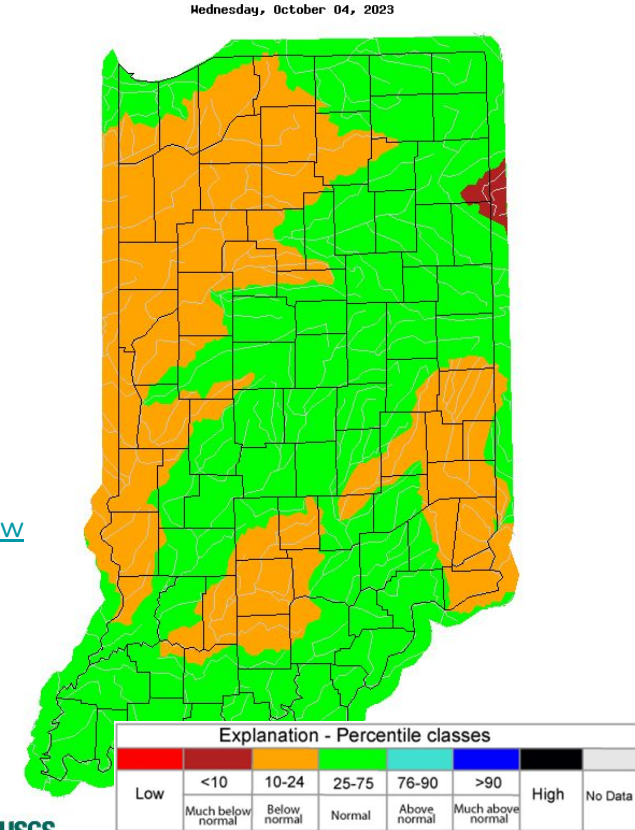 Wednesday, October 04, 2023
w
Explanation - Percentile classes
Low
<10
10-24
25-75
76-90
>90
High
No Data
Much below normal
Below normal
Normal
Above normal
Much above normal
USGS